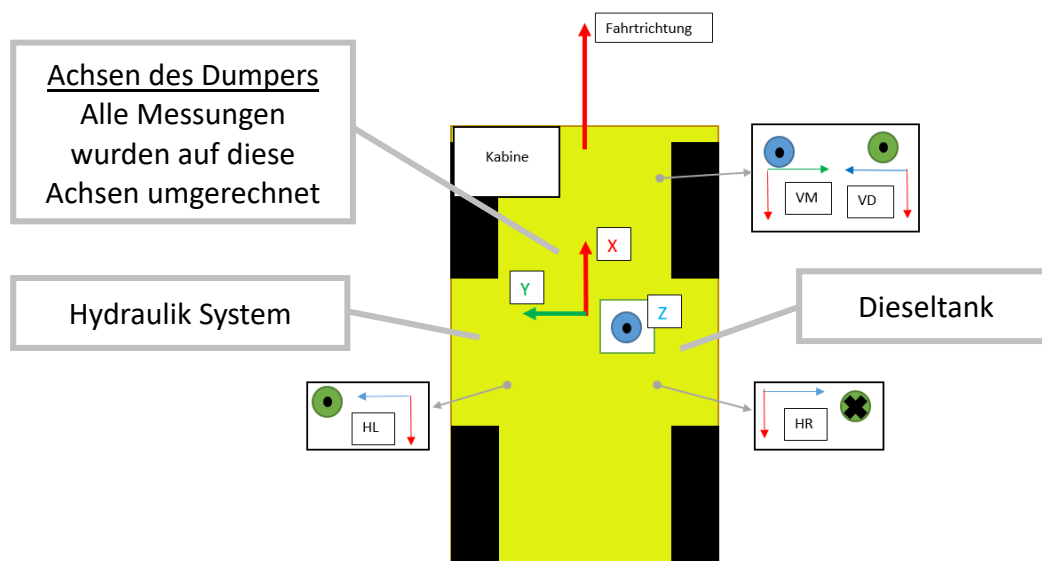 Fahrtrichtung
Achsen des Dumpers
Alle Messungen
wurden auf diese
Achsen umgerechnet
Kabine
VM
VD
X
Y
Z
Hydraulik System
Dieseltank
HL
HR